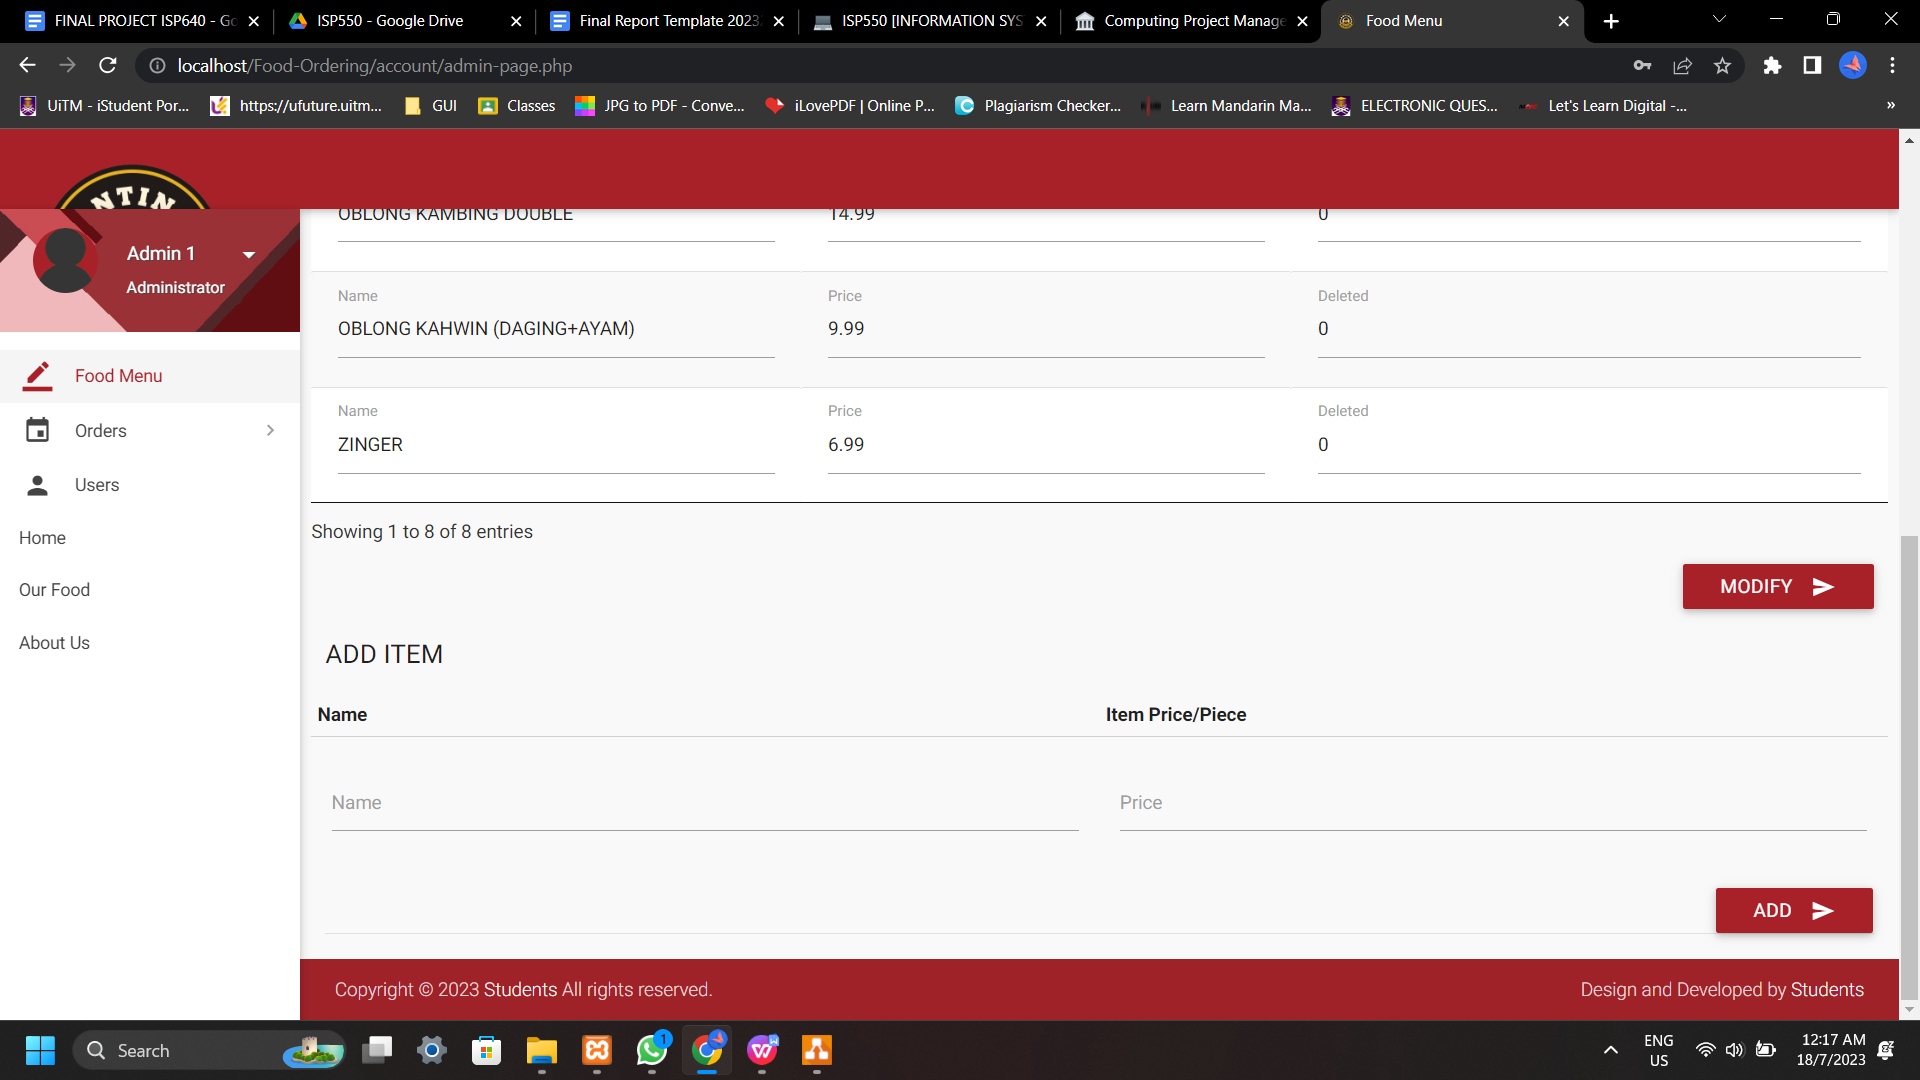 FINAL PROJECT ISP640 - Go
ISP550 - Google Drive
Final Report Template 2023
ISP550 [INFORMATION SYS
Computing Project Manage
Food Menu
localhost/Food-Ordering/account/admin-page.php
UiTM - iStudent Por...
https://ufuture.uitm...
GUI
Classes
JPG to PDF - Conve...
iLovePDF | Online P...
Plagiarism Checker...
Learn Mandarin Ma...
ELECTRONIC QUES...
Let's Learn Digital -...
»
NTIN
Admin 1
Administrator
Food Menu
Orders
Users
Home
Our Food
About Us
OBLONG KAMBING DOUBLE
14.99
0
Name
Price
Deleted
OBLONG KAHWIN (DAGING+AYAM)
9.99
0
Name
Price
Deleted
ZINGER
6.99
0
Showing 1 to 8 of 8 entries
MODIFY
ADD ITEM
Name
Item Price/Piece
Name
Price
ADD
Copyright © 2023 Students All rights reserved.
Design and Developed by Students
Search
1
ENG
US
12:17 AM
18/7/2023